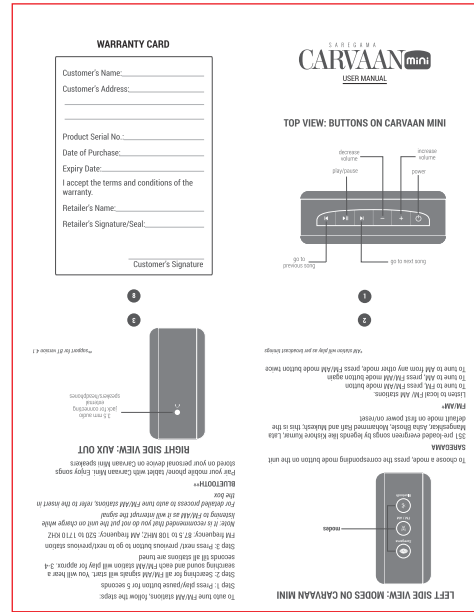 WARRANTY CARD
Customer's Name:
Customer's Address:
Product Serial No.:
Date of Purchase:
Expiry Date:
I accept the terms and conditions of the
warranty.
Retailer's Name:
Retailer's Signature/Seal:
Customer's Signature
8
SAREGAMA
CARVAAN mini
USER MANUAL
TOP VIEW: BUTTONS ON CARVAAN MINI
decrease
volume
increase
volume
play/pause
power
go to
previous song
go to next song
1
2
LEFT SIDE VIEW: MODES ON CARVAAN MINI
modes
Saregama
FM / AM
Bluetooth
To choose a mode, press the corresponding mode button on the unit
SAREGAMA
351 pre-loaded evergreen songs by legends like Kishore Kumar, Lata
Mangeshkar, Asha Bhosle, Mohammed Rafi and Mukesh; this is the
default mode on first power on/reset
FM/AM*
Listen to local FM/ AM stations.
To tune to FM, press FM/AM mode button
To tune to AM, press FM/AM mode button again
To tune to AM from any other mode, press FM/AM mode button twice
*AM station will play as per broadcast timings
3
To auto tune FM/AM stations, follow the steps:
Step 1: Press play/pause button for 5 seconds
Step 2: Searching for all FM/AM signals will start. You will hear a
searching sound and each FM/AM station will play for approx. 3-4
seconds till all stations are tuned
Step 3: Press next/ previous button to go to next/previous station
FM frequency: 87.5 to 108 MHZ; AM frequency: 520 to 1710 KHZ
Note: It is recommended that you do not put the unit on charge while
listening to FM/AM as it will interrupt the signal
For detailed process to auto tune FM/AM stations, refer to the insert in
the box
BLUETOOTH**
Pair your mobile phone/ tablet with Carvaan Mini. Enjoy songs
stored on your personal device on Carvaan Mini speakers
RIGHT SIDE VIEW: AUX OUT
3.5 mm audio
jack for connecting
external
speakers/headphones
**support for BT version 4.1